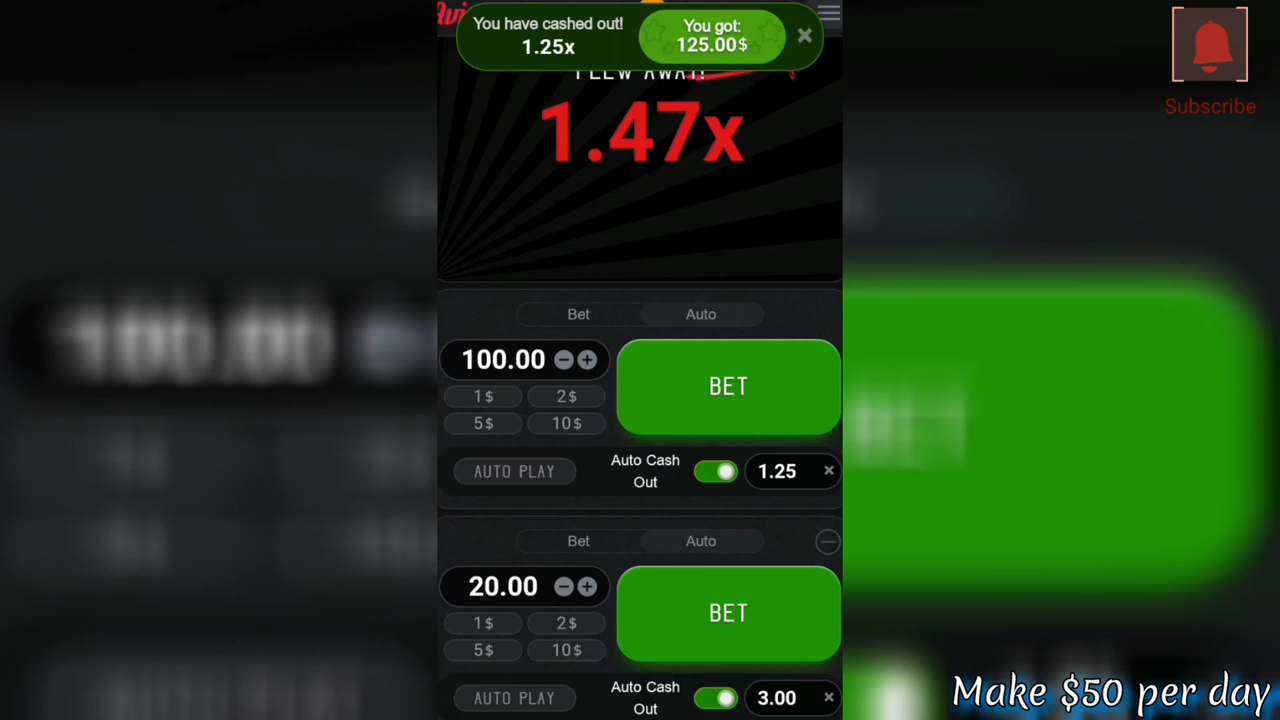 You have cashed out!
1.25x
You got:
125.00$
FLEW AWAY!
1.47x
Subscribe
Bet
Auto
100.00
BET
1$
2$
5$
10$
AUTO PLAY
Auto Cash
Out
1.25
Bet
Auto
20.00
BET
1$
2$
5$
10$
AUTO PLAY
Auto Cash
Out
3.00
Make $50 per day